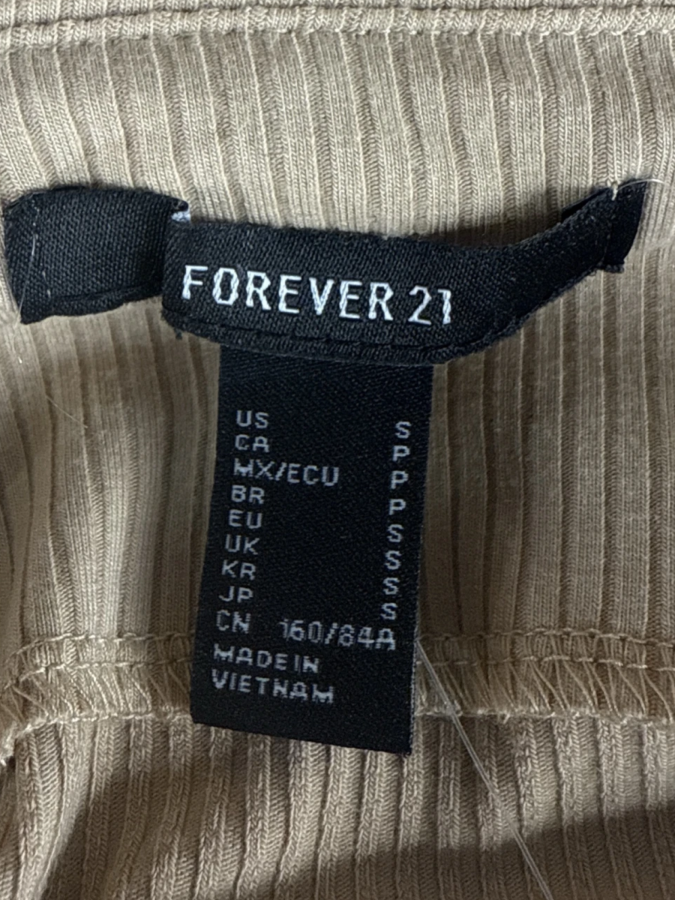 FOREVER 21
US S
CA P
MX/ECU P
BR P
EU S
UK S
KR S
JP S
CN 160/84A
MADE IN
VIETNAM